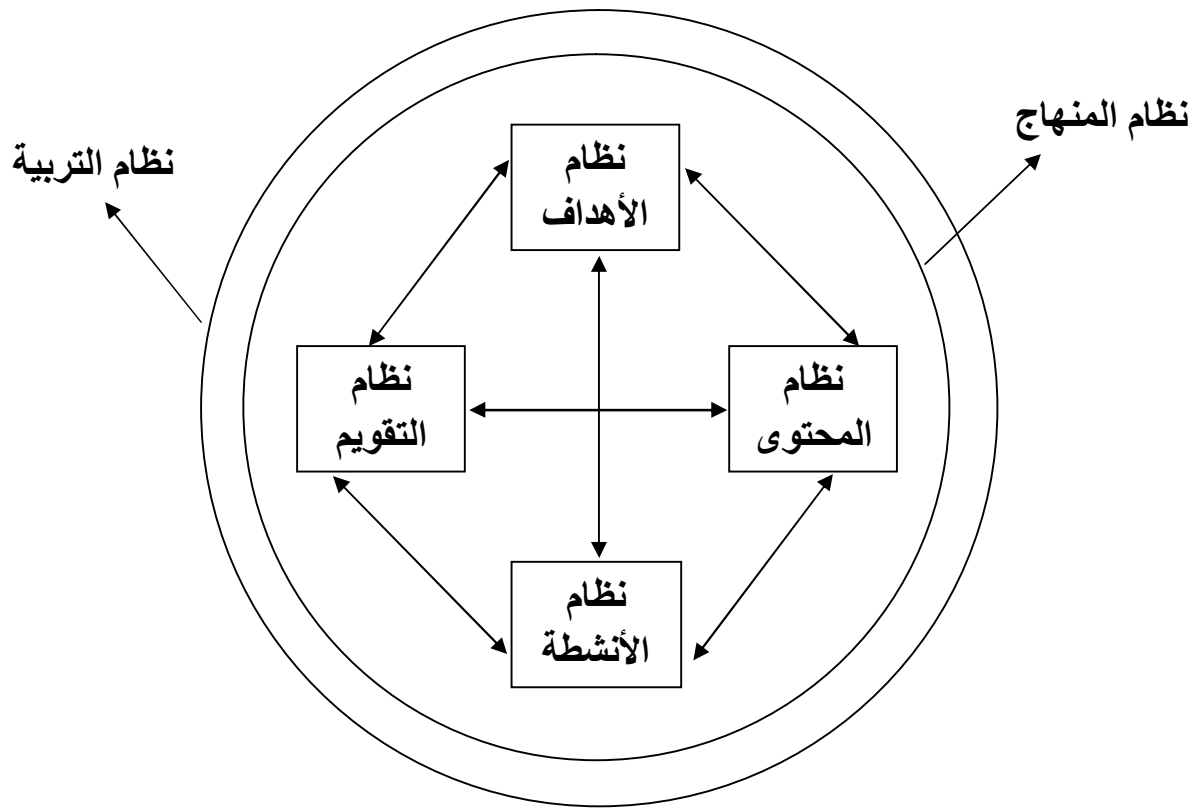 نظام المنهاج
نظام التربية
نظام
الأهداف
نظام
المحتوى
نظام
التقويم
نظام
الأنشطة